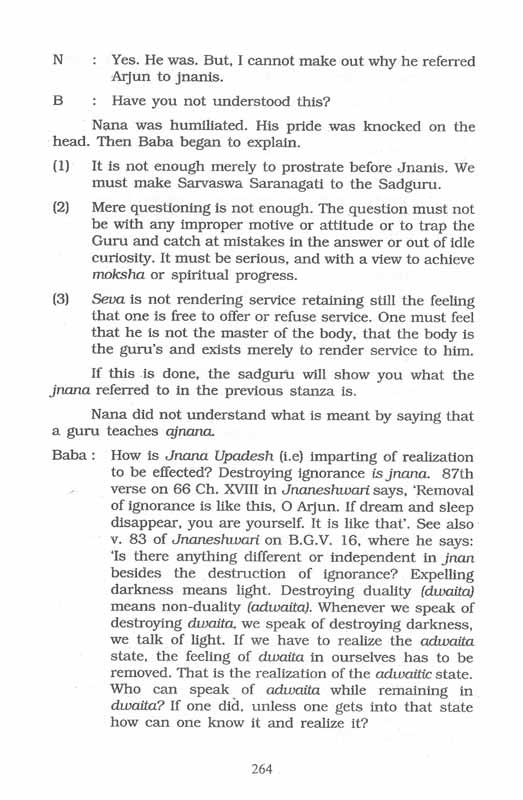 N : Yes. He was. But, I cannot make out why he referred
Arjun to jnanis.
B : Have you not understood this?
Nana was humiliated. His pride was knocked on the
head. Then Baba began to explain.
(1) It is not enough merely to prostrate before Jnanis. We
must make Sarvaswa Saranagati to the Sadguru.
(2) Mere questioning is not enough. The question must not
be with any improper motive or attitude or to trap the
Guru and catch at mistakes in the answer or out of idle
curiosity. It must be serious, and with a view to achieve
moksha or spiritual progress.
(3) Seva is not rendering service retaining still the feeling
that one is free to offer or refuse service. One must feel
that he is not the master of the body, that the body is
the guru's and exists merely to render service to him.
If this is done, the sadguru will show you what the
jnana referred to in the previous stanza is.
Nana did not understand what is meant by saying that
a guru teaches ajnana.
Baba : How is Jnana Upadesh (i.e) imparting of realization
to be effected? Destroying ignorance is jnana. 87th
verse on 66 Ch. XVIII in Jnaneshwari says, 'Removal
of ignorance is like this, O Arjun. If dream and sleep
disappear, you are yourself. It is like that'. See also
v. 83 of Jnaneshwari on B.G.V. 16, where he says:
'Is there anything different or independent in jnan
besides the destruction of ignorance? Expelling
darkness means light. Destroying duality (dwaita)
means non-duality (adwaita). Whenever we speak of
destroying dwaita, we speak of destroying darkness,
we talk of light. If we have to realize the adwaita
state, the feeling of dwaita in ourselves has to be
removed. That is the realization of the adwaitic state.
Who can speak of adwaita while remaining in
dwaita? If one did, unless one gets into that state
how can one know it and realize it?
264